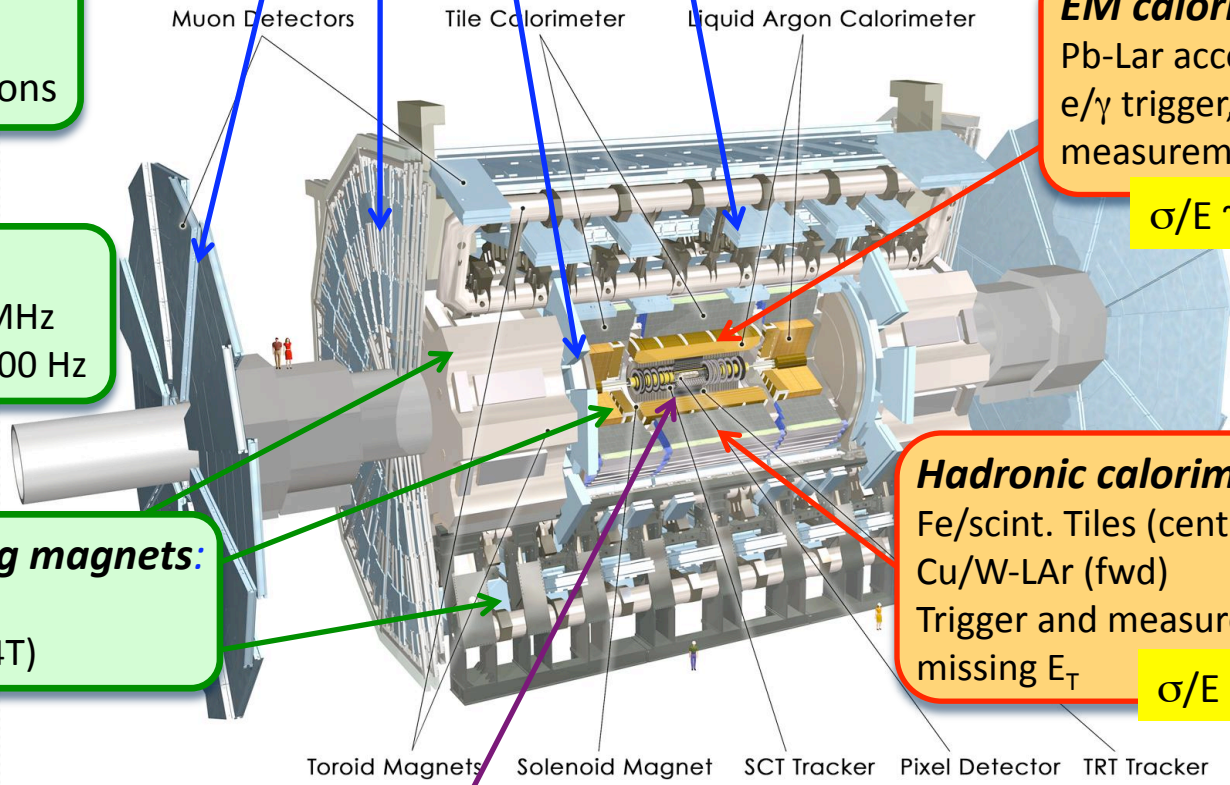 Muon Detectors Tile Calorimeter Liquid Argon Calorimeter
ons
EM calori
Pb-Lar acc
e/γ trigger,
measurem
σ/E
MHz
00 Hz
g magnets:
4T)
Hadronic calorim
Fe/scint. Tiles (cent
Cu/W-LAr (fwd)
Trigger and measure
missing E_T
σ/E
Toroid Magnets Solenoid Magnet SCT Tracker Pixel Detector TRT Tracker